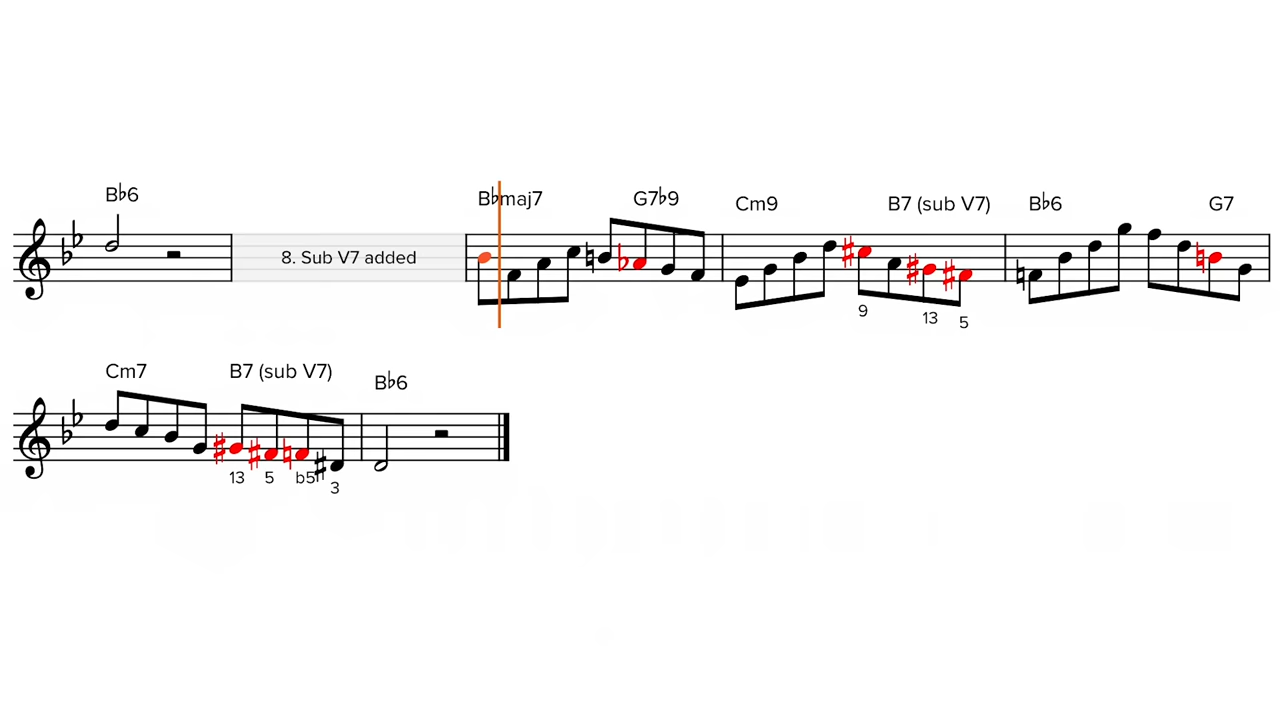 B♭6
8. Sub V7 added
B♭maj7 G7♭9 Cm9 B7 (sub V7) B♭6 G7
9 13 5
Cm7 B7 (sub V7) B♭6
13 5 b5 3